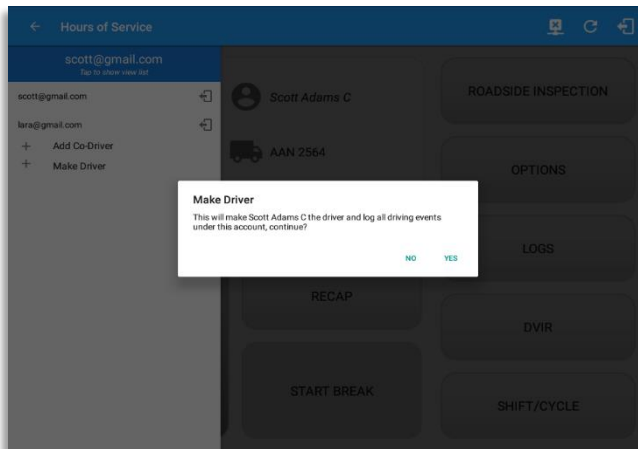 Hours of Service
scott@gmail.com
Tap to show view list
scott@gmail.com
lara@gmail.com
Add Co-Driver
Make Driver
Scott Adams C
AAN 2564
ROADSIDE INSPECTION
OPTIONS
LOGS
DVIR
SHIFT/CYCLE
RECAP
START BREAK
Make Driver
This will make Scott Adams C the driver and log all driving events
under this account, continue?
NO YES